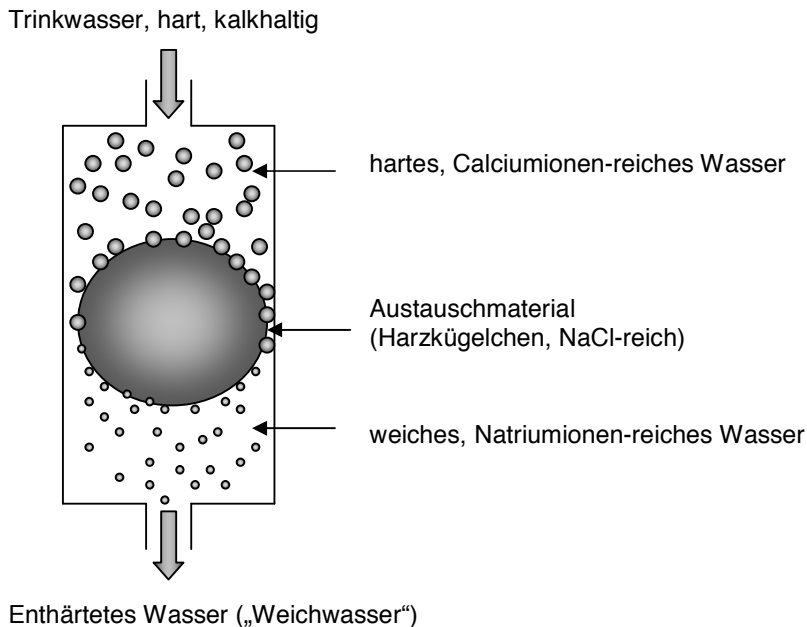 Trinkwasser, hart, kalkhaltig
hartes, Calciumionen-reiches Wasser
Austauschmaterial
(Harzkügelchen, NaCl-reich)
weiches, Natriumionen-reiches Wasser
Enthärtetes Wasser („Weichwasser“)